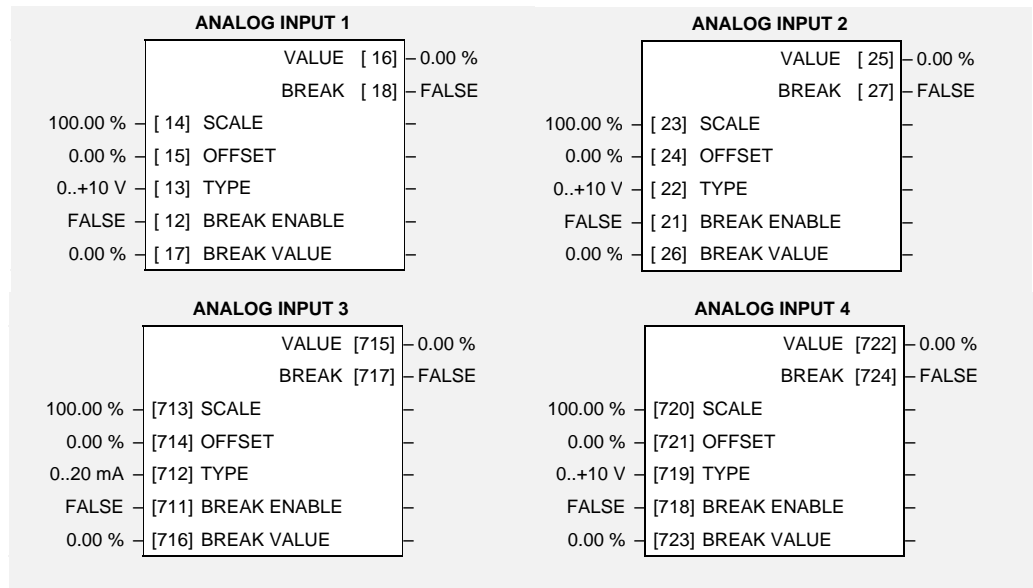 ANALOG INPUT 1
VALUE [ 16] – 0.00 %
BREAK [ 18] – FALSE
100.00 % – [ 14] SCALE –
0.00 % – [ 15] OFFSET –
0..+10 V – [ 13] TYPE –
FALSE – [ 12] BREAK ENABLE –
0.00 % – [ 17] BREAK VALUE –
ANALOG INPUT 2
VALUE [ 25] – 0.00 %
BREAK [ 27] – FALSE
100.00 % – [ 23] SCALE –
0.00 % – [ 24] OFFSET –
0..+10 V – [ 22] TYPE –
FALSE – [ 21] BREAK ENABLE –
0.00 % – [ 26] BREAK VALUE –
ANALOG INPUT 3
VALUE [715] – 0.00 %
BREAK [717] – FALSE
100.00 % – [713] SCALE –
0.00 % – [714] OFFSET –
0..20 mA – [712] TYPE –
FALSE – [711] BREAK ENABLE –
0.00 % – [716] BREAK VALUE –
ANALOG INPUT 4
VALUE [722] – 0.00 %
BREAK [724] – FALSE
100.00 % – [720] SCALE –
0.00 % – [721] OFFSET –
0..+10 V – [719] TYPE –
FALSE – [718] BREAK ENABLE –
0.00 % – [723] BREAK VALUE –